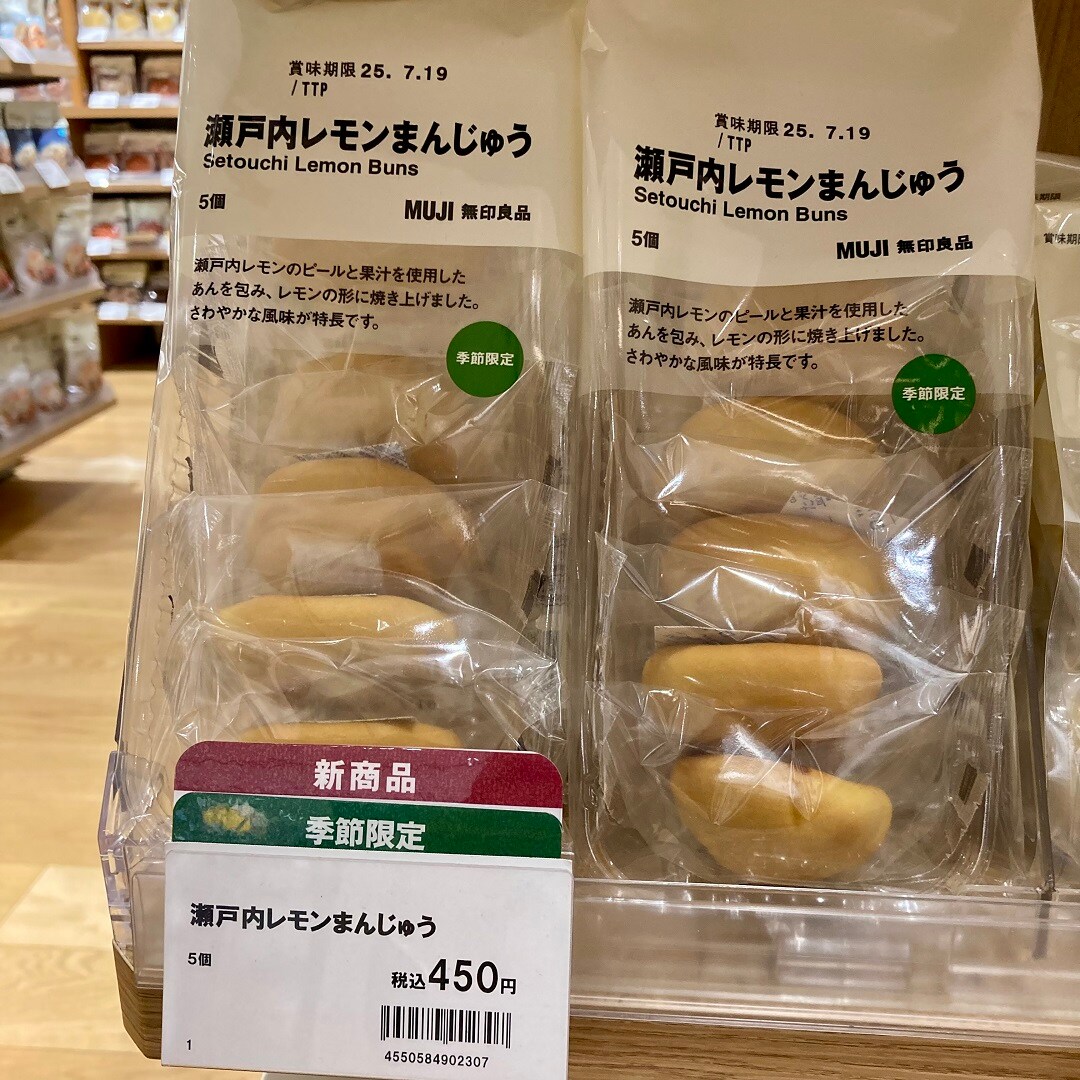 賞味期限 25. 7.19
/TTP
瀬戸内レモンまんじゅう
Setouchi Lemon Buns
5個
MUJI 無印良品
瀬戸内レモンのピールと果汁を使用した
あんを包み、レモンの形に焼き上げました。
さわやかな風味が特長です。
季節限定
賞味期限 25. 7.19
/TTP
瀬戸内レモンまんじゅう
Setouchi Lemon Buns
5個
MUJI 無印良品
瀬戸内レモンのピールと果汁を使用した
あんを包み、レモンの形に焼き上げました。
さわやかな風味が特長です。
季節限定
新商品
季節限定
瀬戸内レモンまんじゅう
5個
税込450円
4550584902307
1